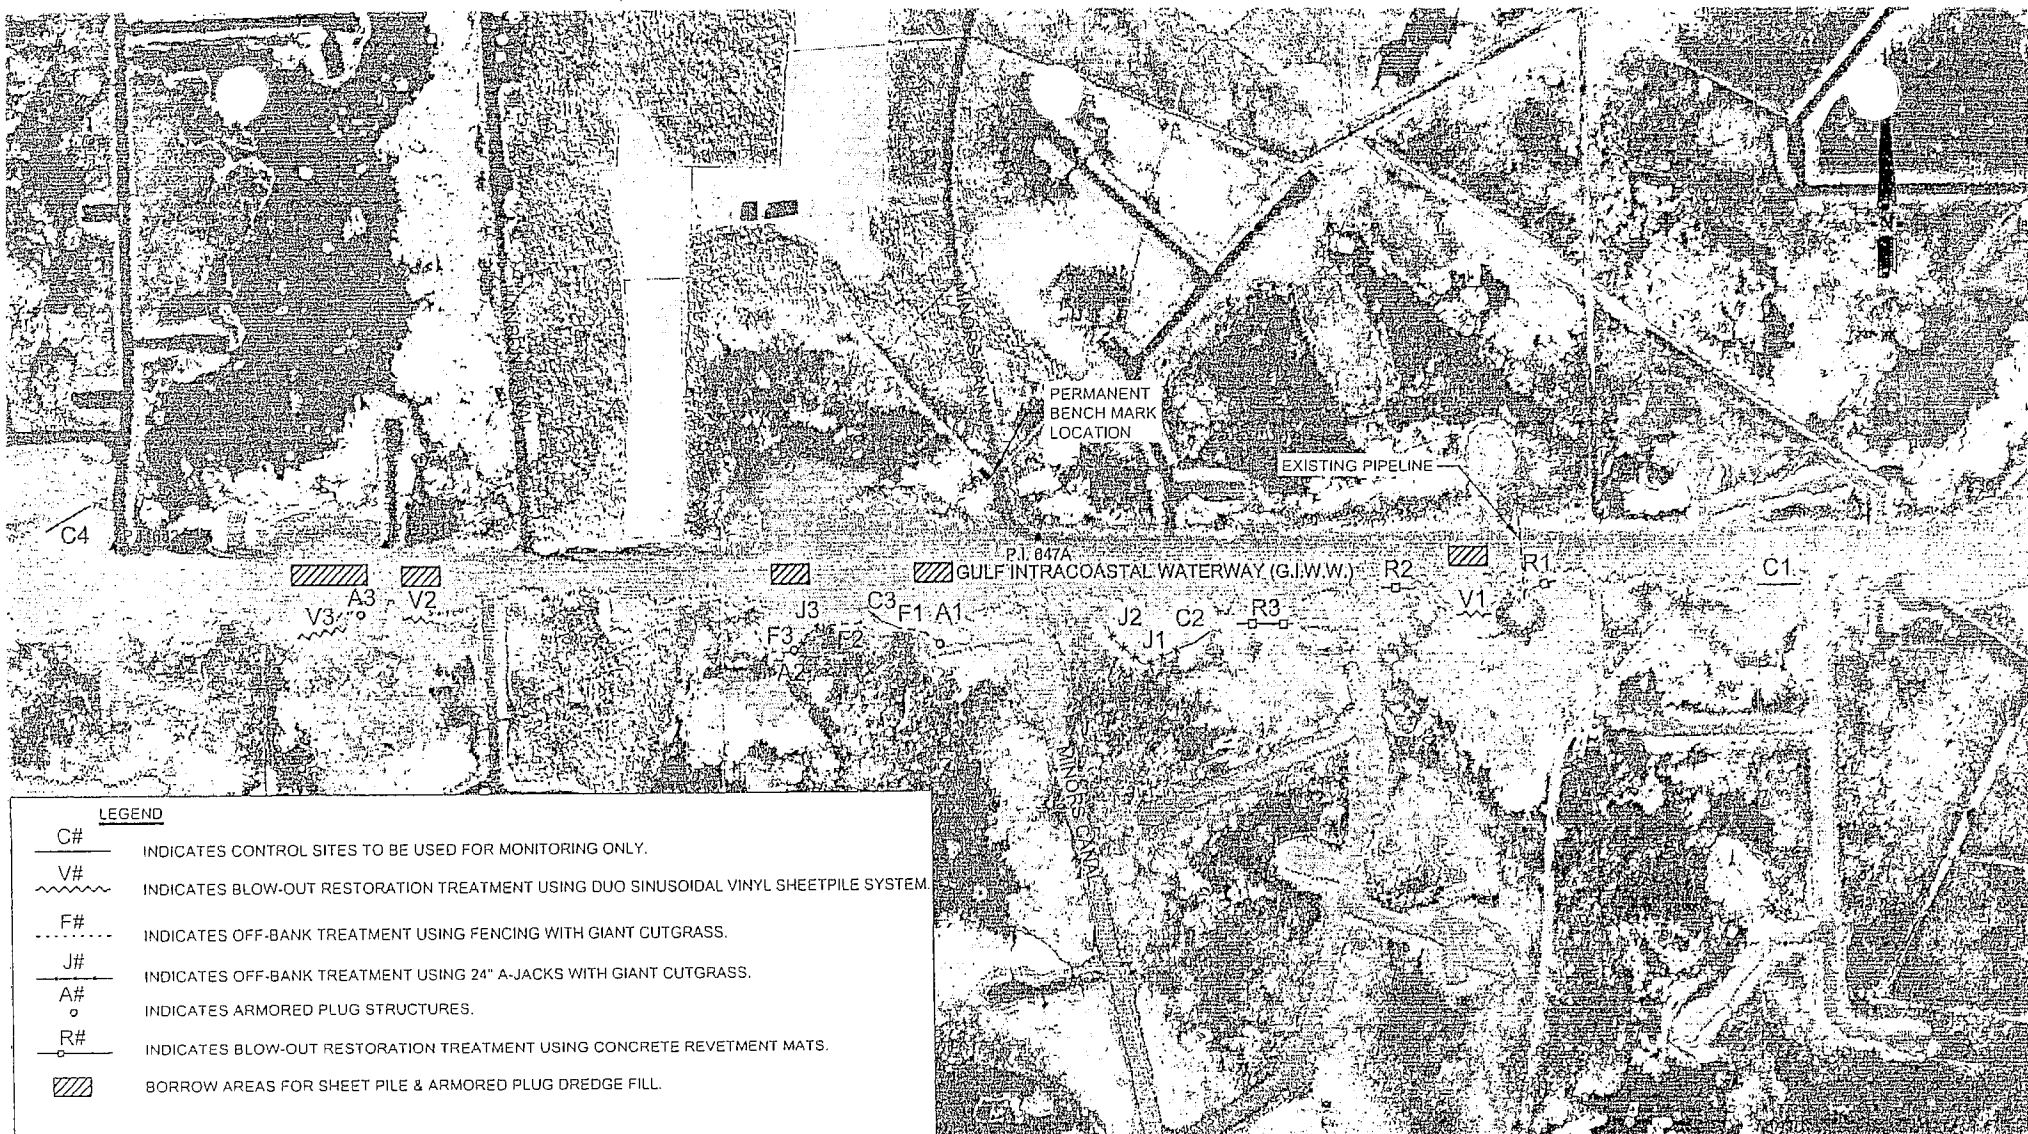 PERMANENT
BENCH MARK
LOCATION
EXISTING PIPELINE
C4
P.I. 647A
GULF INTRACOASTAL WATERWAY (G.I.W.W.)
R2
R1
C1
V3
A3
V2
J3
F3
A2
F2
C3
F1
A1
J2
J1
C2
R3
V1
MINORS CANAL
LEGEND
C#
INDICATES CONTROL SITES TO BE USED FOR MONITORING ONLY.
V#
INDICATES BLOW-OUT RESTORATION TREATMENT USING DUO SINUSOIDAL VINYL SHEETPILE SYSTEM.
F#
INDICATES OFF-BANK TREATMENT USING FENCING WITH GIANT CUTGRASS.
J#
INDICATES OFF-BANK TREATMENT USING 24" A-JACKS WITH GIANT CUTGRASS.
A#
INDICATES ARMORED PLUG STRUCTURES.
R#
INDICATES BLOW-OUT RESTORATION TREATMENT USING CONCRETE REVETMENT MATS.
BORROW AREAS FOR SHEET PILE & ARMORED PLUG DREDGE FILL.